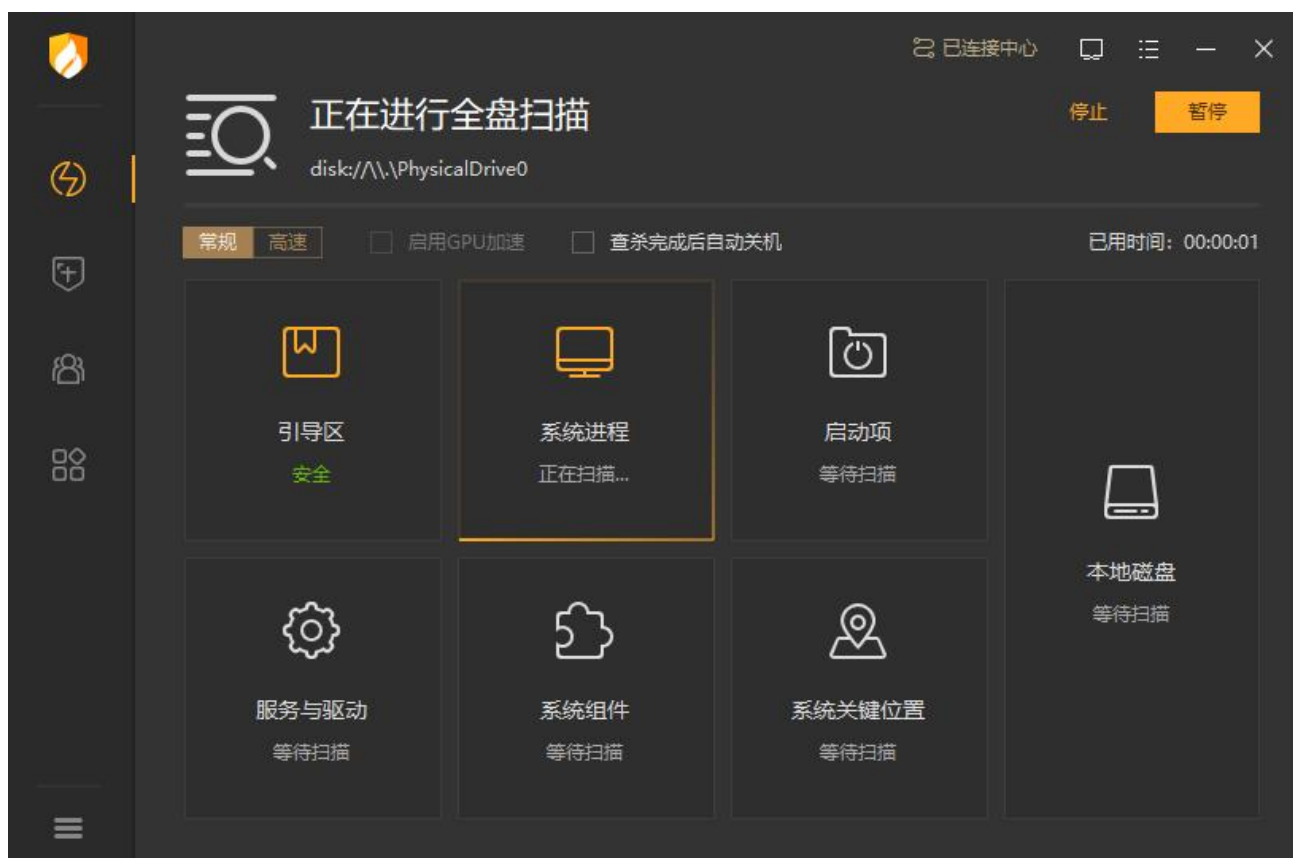 已连接中心
正在进行全盘扫描
停止
暂停
disk://\\.\PhysicalDrive0
常规
高速
启用GPU加速
查杀完成后自动关机
已用时间：00:00:01
引导区
安全
系统进程
正在扫描...
启动项
等待扫描
本地磁盘
等待扫描
服务与驱动
等待扫描
系统组件
等待扫描
系统关键位置
等待扫描